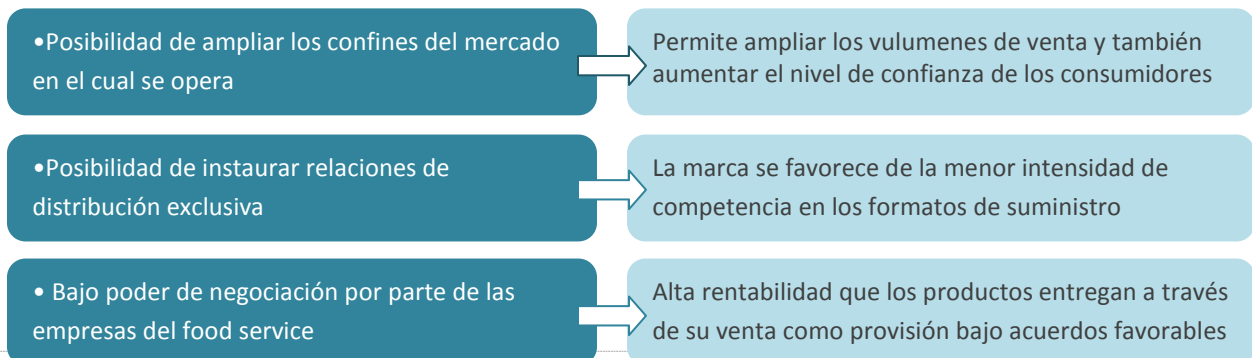 •Posibilidad de ampliar los confines del mercado
en el cual se opera
Permite ampliar los vulumenes de venta y también
aumentar el nivel de confianza de los consumidores
•Posibilidad de instaurar relaciones de
distribución exclusiva
La marca se favorece de la menor intensidad de
competencia en los formatos de suministro
• Bajo poder de negociación por parte de las
empresas del food service
Alta rentabilidad que los productos entregan a través
de su venta como provisión bajo acuerdos favorables